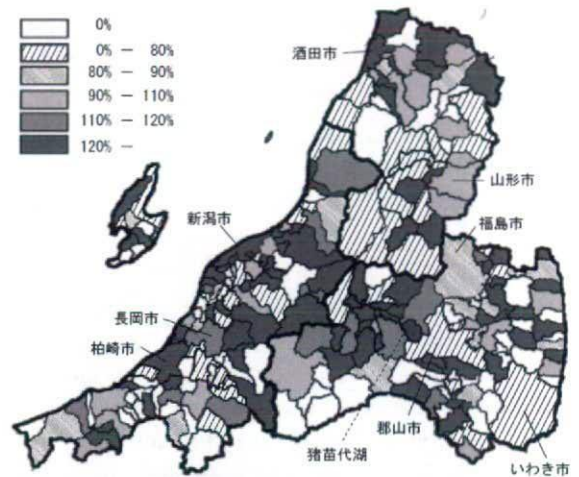 0%
0% - 80%
80% - 90%
90% - 110%
110% - 120%
120% -
酒田市
山形市
福島市
新潟市
長岡市
柏崎市
郡山市
猪苗代湖
いわき市